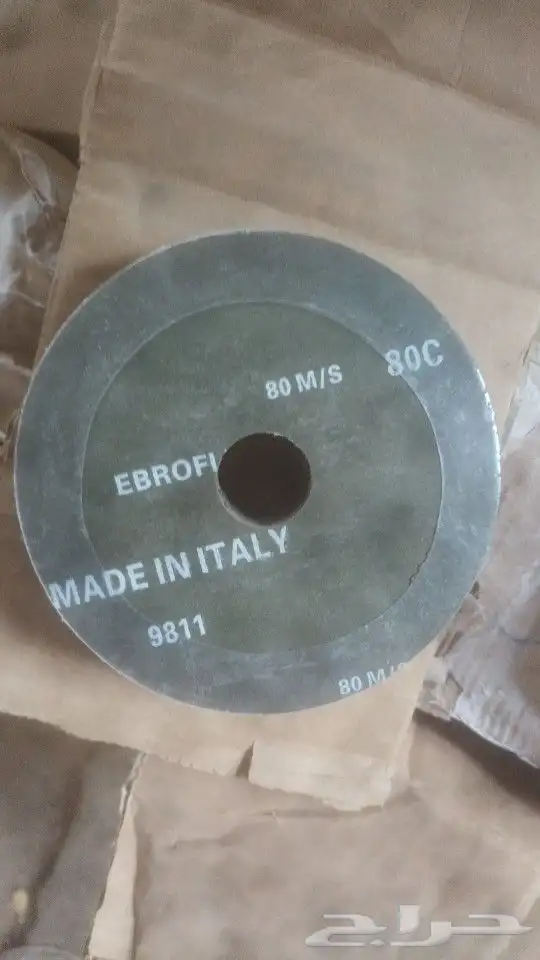 80C
80 M/S
EBROFL
MADE IN ITALY
9811
80 M/S
حراج